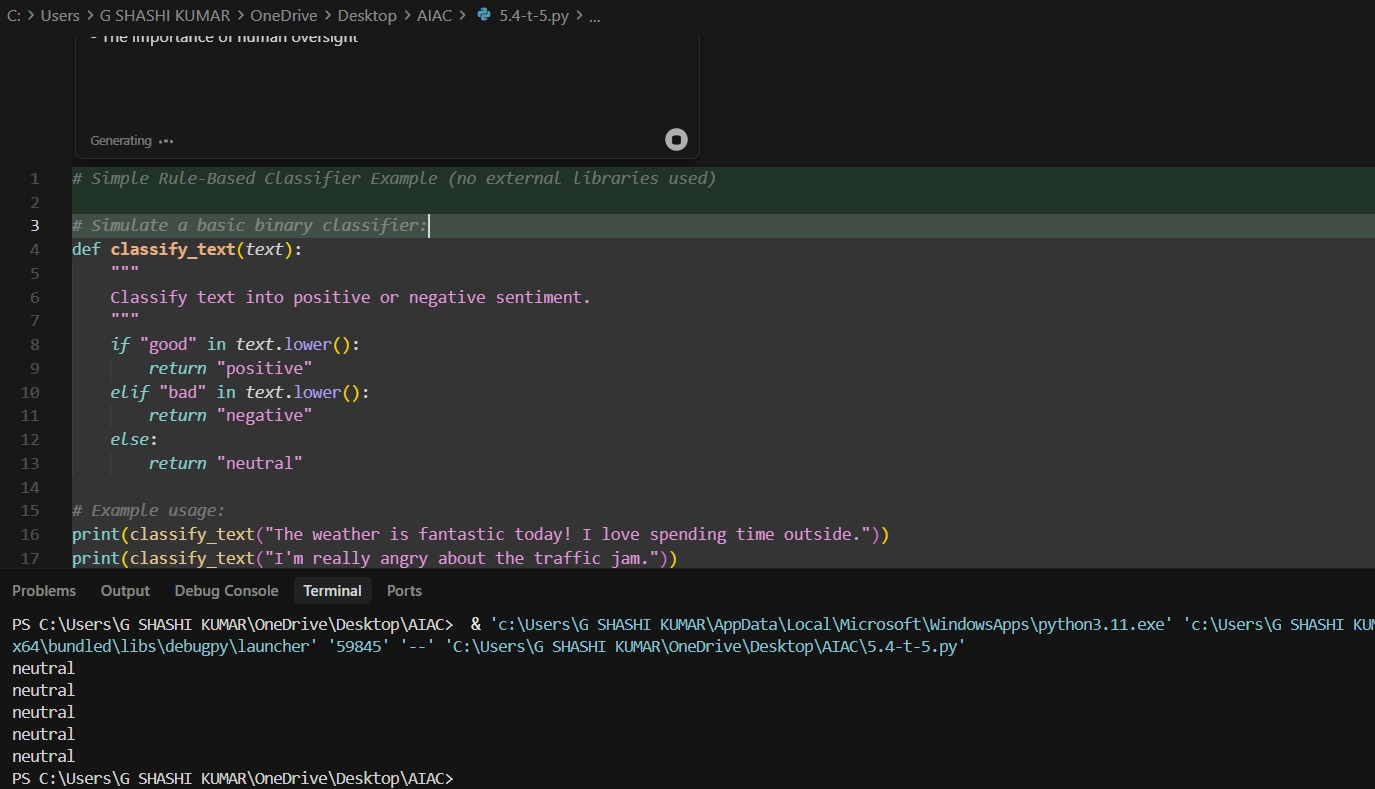 C: > Users > G SHASHI KUMAR > OneDrive > Desktop > AIAC > 5.4-t-5.py > ...
- The importance of human oversight
Generating •••
1 # Simple Rule-Based Classifier Example (no external libraries used)
2
3 # Simulate a basic binary classifier:
4 def classify_text(text):
5     """
6     Classify text into positive or negative sentiment.
7     """
8     if "good" in text.lower():
9         return "positive"
10     elif "bad" in text.lower():
11         return "negative"
12     else:
13         return "neutral"
14
15 # Example usage:
16 print(classify_text("The weather is fantastic today! I love spending time outside."))
17 print(classify_text("I'm really angry about the traffic jam."))
Problems Output Debug Console Terminal Ports
PS C:\Users\G SHASHI KUMAR\OneDrive\Desktop\AIAC>  & 'c:\Users\G SHASHI KUMAR\AppData\Local\Microsoft\WindowsApps\python3.11.exe' 'c:\Users\G SHASHI KUM
x64\bundled\libs\debugpy\launcher' '59845' '--' 'C:\Users\G SHASHI KUMAR\OneDrive\Desktop\AIAC\5.4-t-5.py'
neutral
neutral
neutral
neutral
neutral
PS C:\Users\G SHASHI KUMAR\OneDrive\Desktop\AIAC>